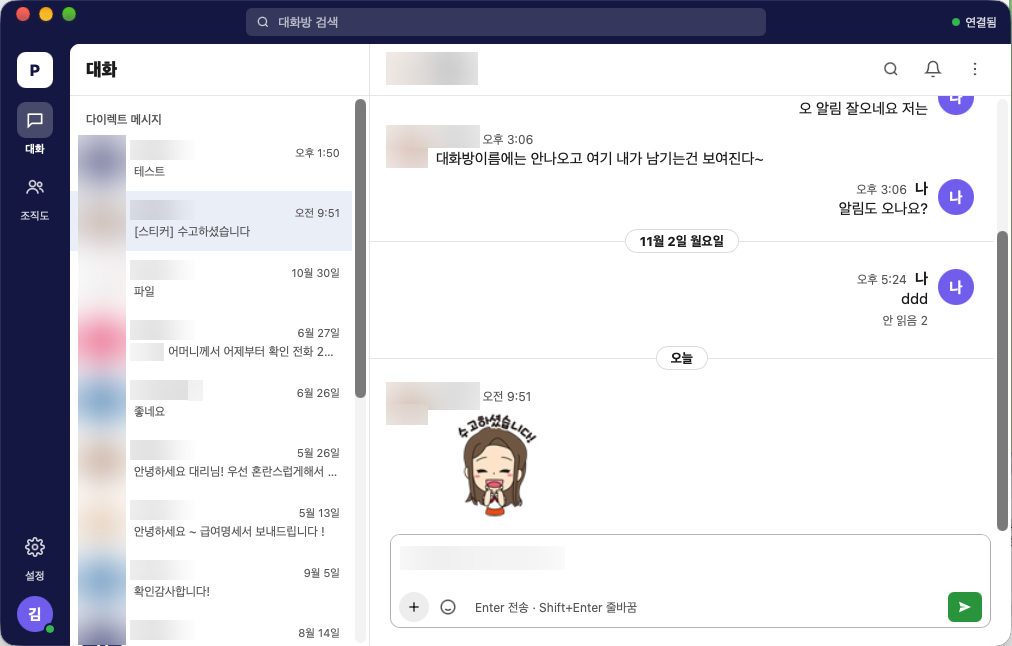 대화방 검색
연결됨
P
대화
조직도
설정
김
대화
다이렉트 메시지
오후 1:50
테스트
오전 9:51
[스티커] 수고하셨습니다
10월 30일
파일
6월 27일
어머니께서 어제부터 확인 전화 2...
6월 26일
좋네요
5월 26일
안녕하세요 대리님! 우선 혼란스럽게해서 ...
5월 13일
안녕하세요 ~ 급여명세서 보내드립니다 !
9월 5일
확인감사합니다!
8월 14일
오 알림 잘오네요 저는
나
오후 3:06
대화방이름에는 안나오고 여기 내가 남기는건 보여진다~
오후 3:06 나
나
알림도 오나요?
11월 2일 월요일
오후 5:24 나
나
ddd
안 읽음 2
오늘
오전 9:51
수고하셨습니다!
Enter 전송 · Shift+Enter 줄바꿈